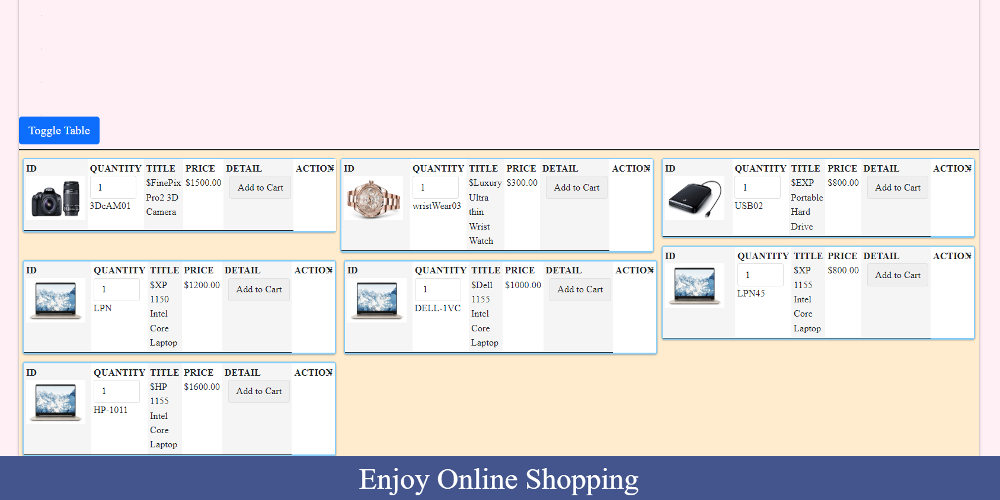 Toggle Table
ID QUANTITY TITLE PRICE DETAIL ACTION
1
3DcAM01
$FinePix
Pro2 3D
Camera
$1500.00
Add to Cart
ID QUANTITY TITLE PRICE DETAIL ACTION
1
wristWear03
$Luxury
Ultra
thin
Wrist
Watch
$300.00
Add to Cart
ID QUANTITY TITLE PRICE DETAIL ACTION
1
USB02
$EXP
Portable
Hard
Drive
$800.00
Add to Cart
ID QUANTITY TITLE PRICE DETAIL ACTION
1
LPN
$XP
1150
Intel
Core
Laptop
$1200.00
Add to Cart
ID QUANTITY TITLE PRICE DETAIL ACTION
1
DELL-1VC
$Dell
1155
Intel
Core
Laptop
$1000.00
Add to Cart
ID QUANTITY TITLE PRICE DETAIL ACTION
1
LPN45
$XP
1155
Intel
Core
Laptop
$800.00
Add to Cart
ID QUANTITY TITLE PRICE DETAIL ACTION
1
HP-1011
$HP
1155
Intel
Core
Laptop
$1600.00
Add to Cart
Enjoy Online Shopping